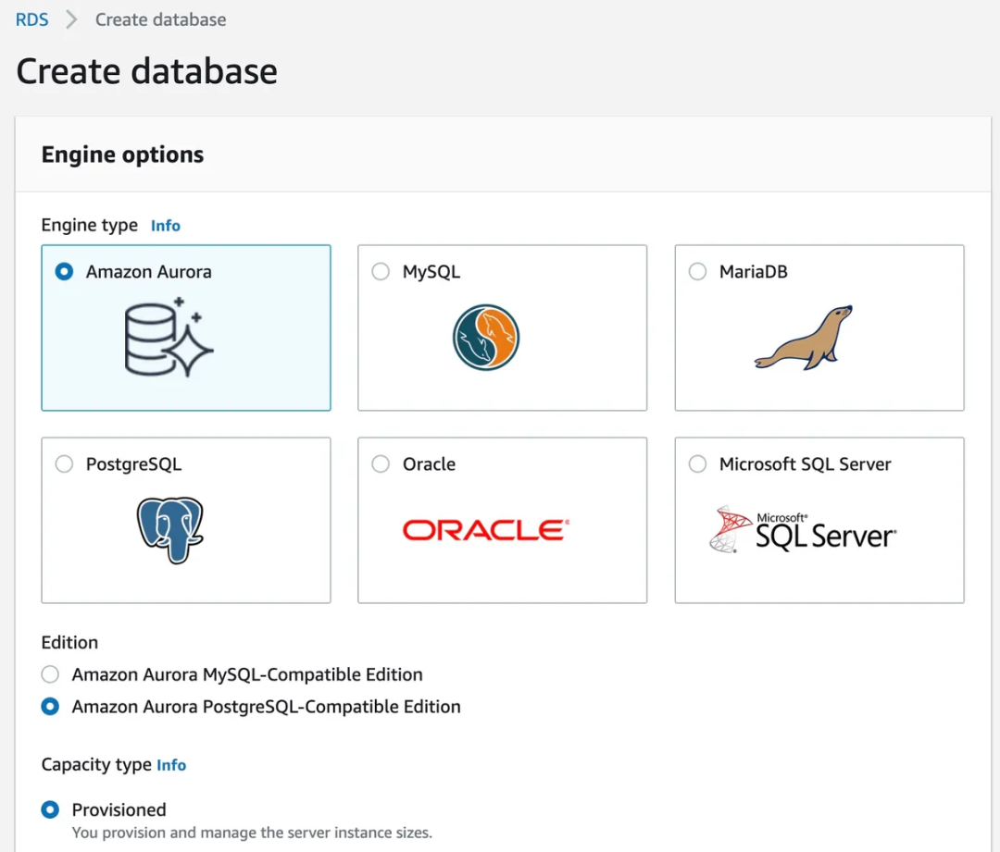 RDS > Create database
Create database
Engine options
Engine type Info
Amazon Aurora
MySQL
MariaDB
PostgreSQL
Oracle
ORACLE®
Microsoft SQL Server
Microsoft®
SQL Server®
Edition
Amazon Aurora MySQL-Compatible Edition
Amazon Aurora PostgreSQL-Compatible Edition
Capacity type Info
Provisioned
You provision and manage the server instance sizes.